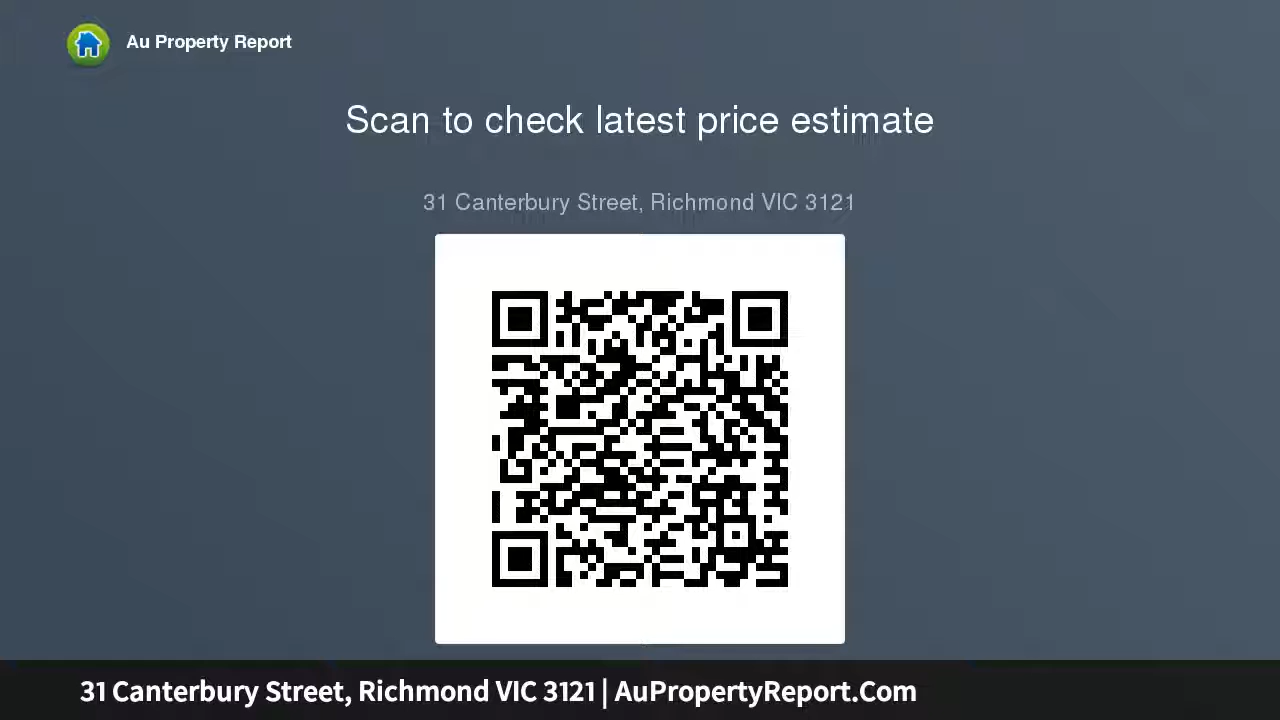 Au Property Report
Scan to check latest price estimate
31 Canterbury Street, Richmond VIC 3121
31 Canterbury Street, Richmond VIC 3121 | AuPropertyReport.Com